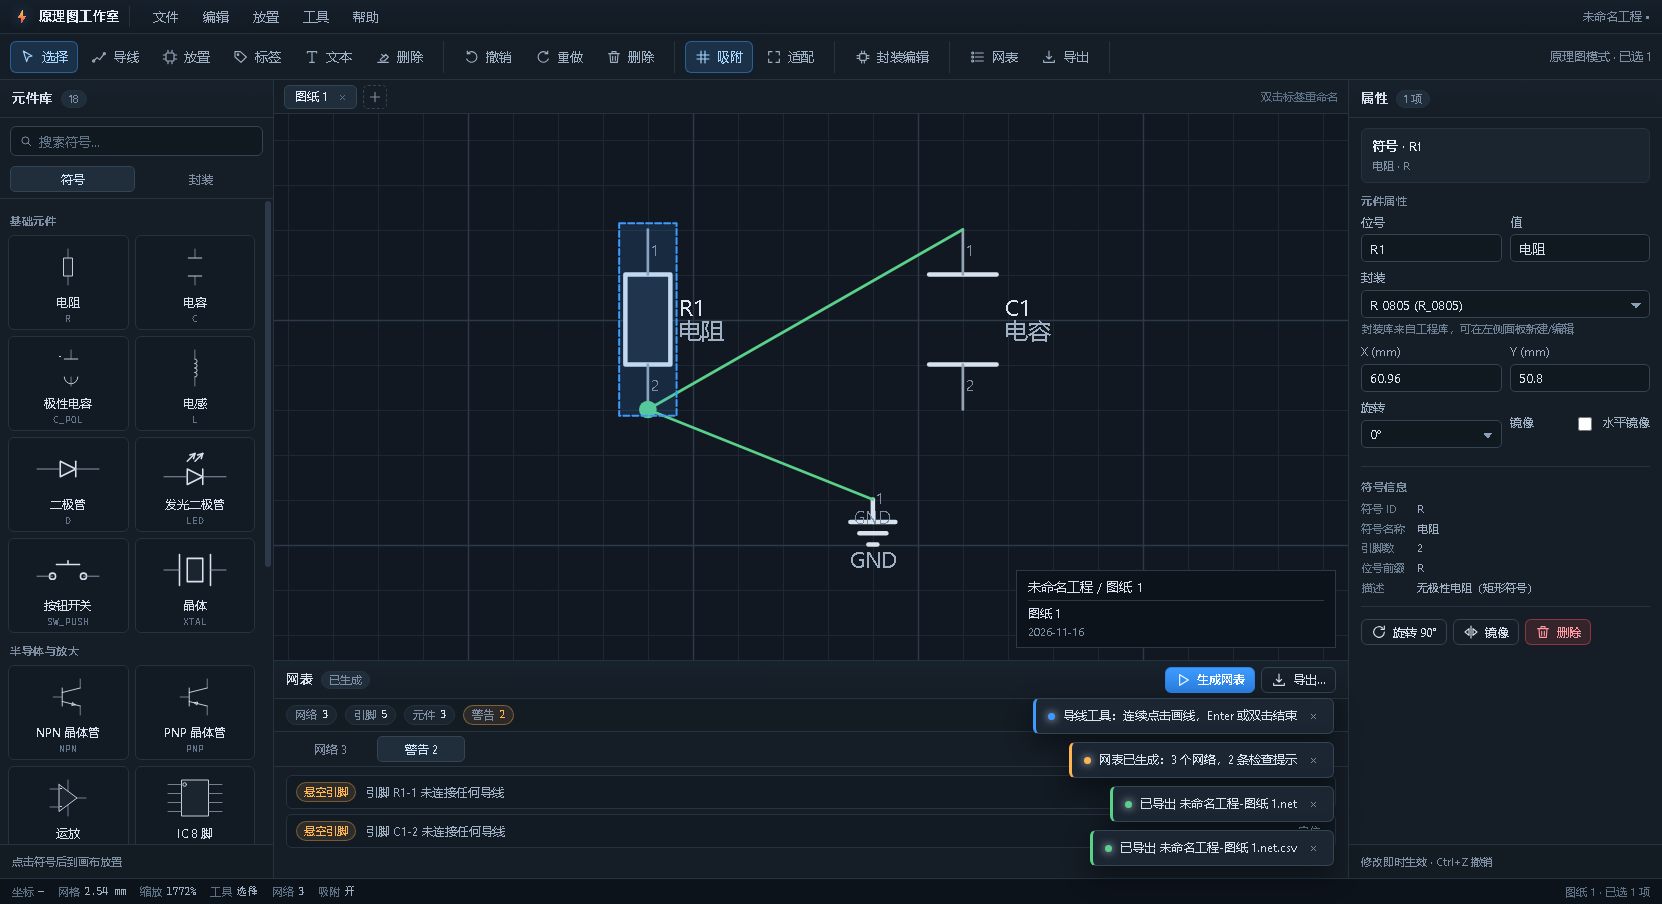 原理图工作室 文件 编辑 放置 工具 帮助 未命名工程 •
选择 导线 放置 标签 文本 删除 撤销 重做 删除 吸附 适配 封装编辑 网表 导出 原理图模式 · 已选 1
元件库 18
搜索符号...
符号 封装
基础元件
电阻 电容
R C
极性电容 电感
C_POL L
二极管 发光二极管
D LED
按钮开关 晶体
SW_PUSH XTAL
半导体与放大
NPN 晶体管 PNP 晶体管
NPN PNP
运放 IC 8 脚
点击符号后到画布放置
图纸 1 × + 双击标签重命名
1 1
R1 C1
电阻 电容
2 2
1
GND
GND
未命名工程 / 图纸 1
图纸 1
2026-11-16
网表 已生成 生成网表 导出...
网络 3 引脚 5 元件 3 警告 2
网络 3 警告 2
悬空引脚 引脚 R1-1 未连接任何导线
悬空引脚 引脚 C1-2 未连接任何导线
导线工具：连续点击画线，Enter 或双击结束 ×
网表已生成：3 个网络，2 条检查提示 ×
已导出 未命名工程-图纸 1.net ×
已导出 未命名工程-图纸 1.net.csv ×
属性 1 项
符号 · R1
电阻 · R
元件属性
位号 值
R1 电阻
封装
R 0805 (R_0805)
封装库来自工程库，可在左侧面板新建/编辑
X (mm) Y (mm)
60.96 50.8
旋转 镜像 水平镜像
0°
符号信息
符号 ID R
符号名称 电阻
引脚数 2
位号前缀 R
描述 无极性电阻（矩形符号）
旋转 90° 镜像 删除
修改即时生效 · Ctrl+Z 撤销
坐标 – 网格 2.54 mm 缩放 1772% 工具 选择 网络 3 吸附 开 图纸 1 · 已选 1 项